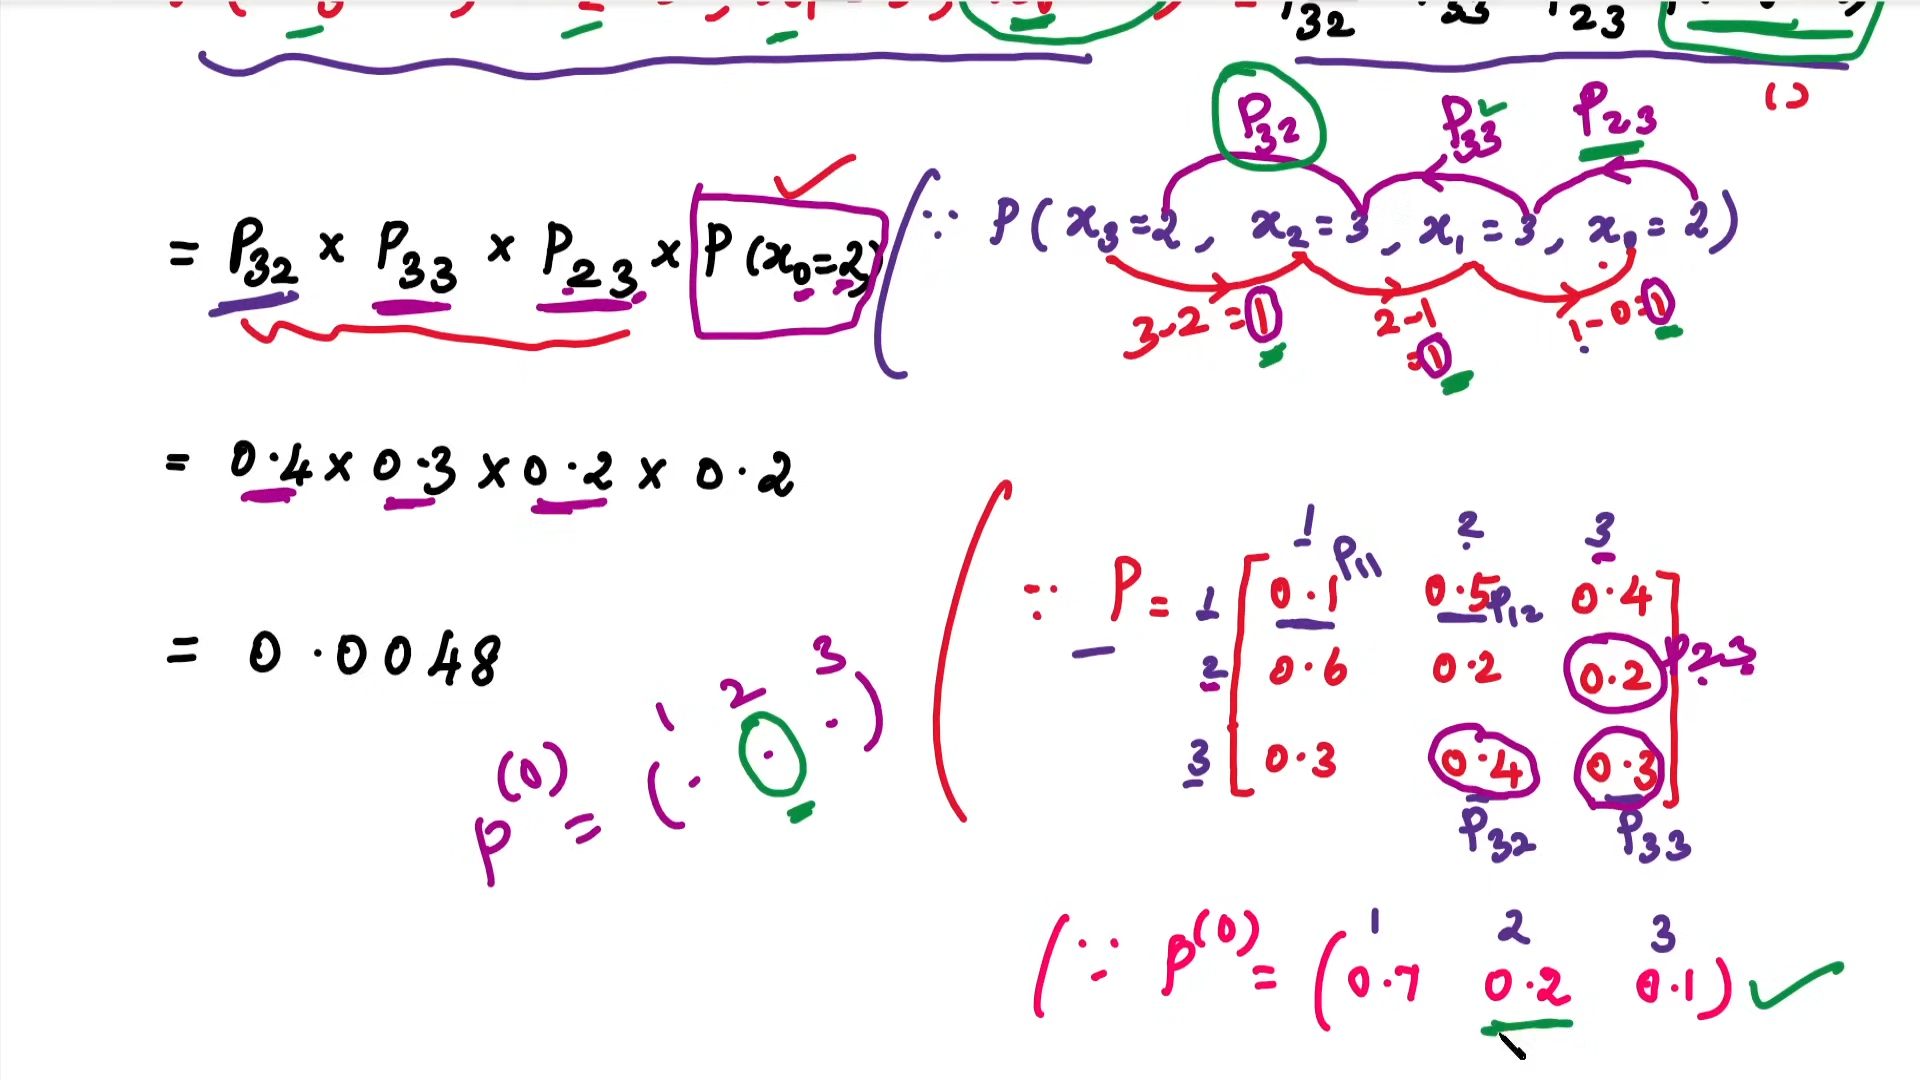 P32 P33 P23
= P32 × P33 × P23 × P(x0=2)
∵ P(x3=2, x2=3, x1=3, x0=2)
3-2=1 2-1=1 1-0=1
= 0.4 × 0.3 × 0.2 × 0.2
1 2 3
∵ P = 1 [0.1 P11 0.5 P12 0.4
2 0.6 0.2 0.2 P23
3 0.3 0.4 0.3]
P32 P33
= 0.0048
1 2 3
p(0) = (. . .)
1 2 3
(∵ p(0) = (0.7 0.2 0.1)